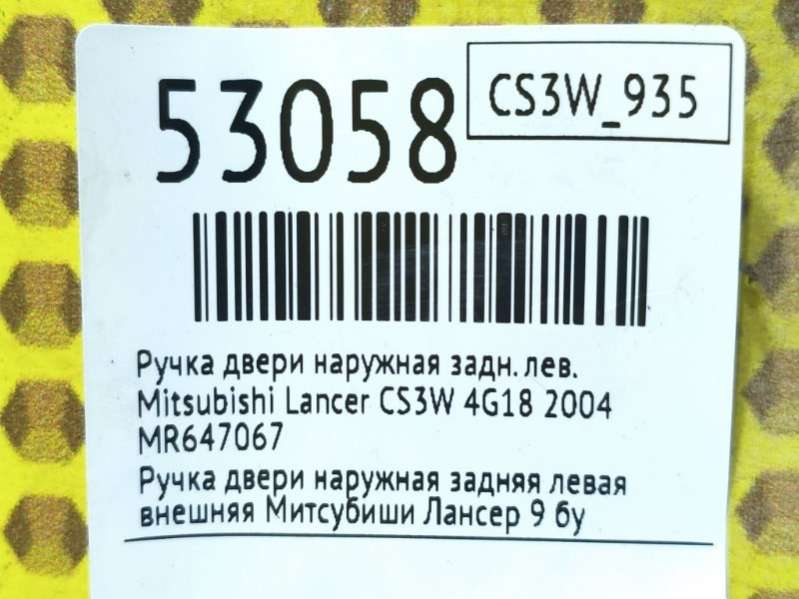 53058
CS3W_935
Ручка двери наружная задн. лев.
Mitsubishi Lancer CS3W 4G18 2004
MR647067
Ручка двери наружная задняя левая
внешняя Митсубиши Лансер 9 бу